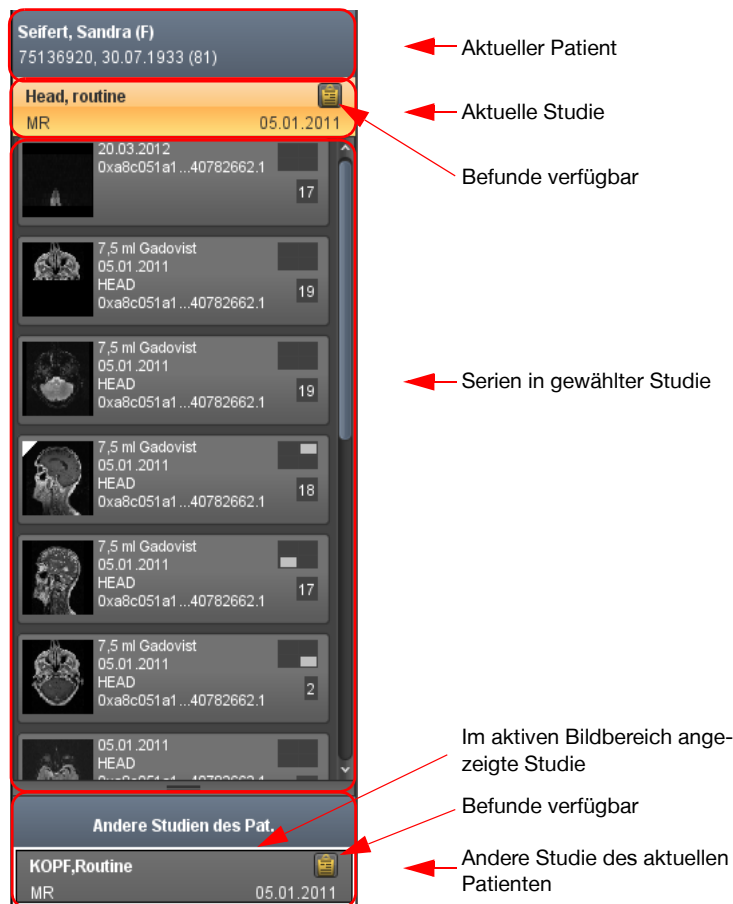 Seifert, Sandra (F)
75136920, 30.07.1933 (81)
Aktueller Patient
Head, routine
MR 05.01.2011
Aktuelle Studie
Befunde verfügbar
20.03.2012
0xa8c051a1...40782662.1
17
7,5 ml Gadovist
05.01.2011
HEAD
0xa8c051a1...40782662.1
19
7,5 ml Gadovist
05.01.2011
HEAD
0xa8c051a1...40782662.1
19
Serien in gewählter Studie
7,5 ml Gadovist
05.01.2011
HEAD
0xa8c051a1...40782662.1
18
7,5 ml Gadovist
05.01.2011
HEAD
0xa8c051a1...40782662.1
17
7,5 ml Gadovist
05.01.2011
HEAD
0xa8c051a1...40782662.1
2
05.01.2011
HEAD
Im aktiven Bildbereich ange-
zeigte Studie
Befunde verfügbar
Andere Studien des Pat.
KOPF,Routine
MR 05.01.2011
Andere Studie des aktuellen
Patienten